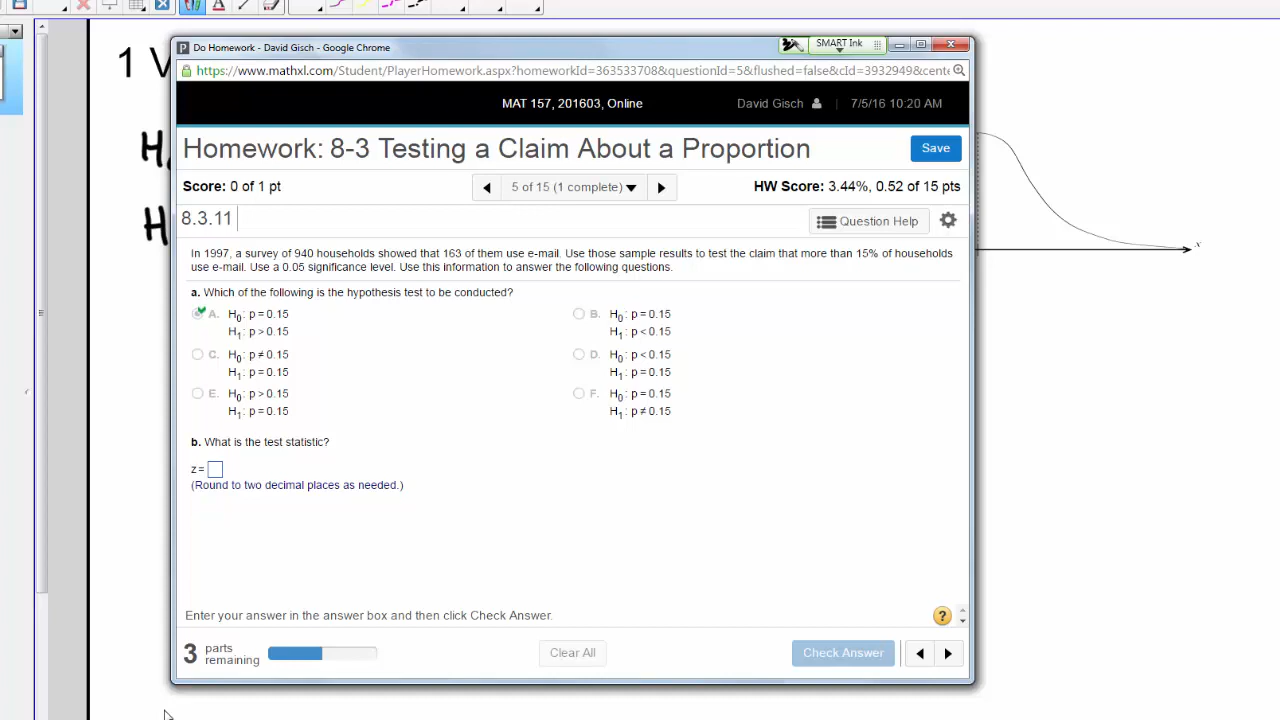 1 V
H
H
x
Do Homework - David Gisch - Google Chrome
SMART Ink
https://www.mathxl.com/Student/PlayerHomework.aspx?homeworkId=363533708&questionId=5&flushed=false&cId=3932949&cente
MAT 157, 201603, Online
David Gisch
7/5/16 10:20 AM
Homework: 8-3 Testing a Claim About a Proportion
Save
Score: 0 of 1 pt
5 of 15 (1 complete)
HW Score: 3.44%, 0.52 of 15 pts
8.3.11
Question Help
In 1997, a survey of 940 households showed that 163 of them use e-mail. Use those sample results to test the claim that more than 15% of households
use e-mail. Use a 0.05 significance level. Use this information to answer the following questions.
a. Which of the following is the hypothesis test to be conducted?
A. H0: p = 0.15
H1: p > 0.15
B. H0: p = 0.15
H1: p < 0.15
C. H0: p ≠ 0.15
H1: p = 0.15
D. H0: p < 0.15
H1: p = 0.15
E. H0: p > 0.15
H1: p = 0.15
F. H0: p = 0.15
H1: p ≠ 0.15
b. What is the test statistic?
z =
(Round to two decimal places as needed.)
Enter your answer in the answer box and then click Check Answer.
?
3 parts
remaining
Clear All
Check Answer